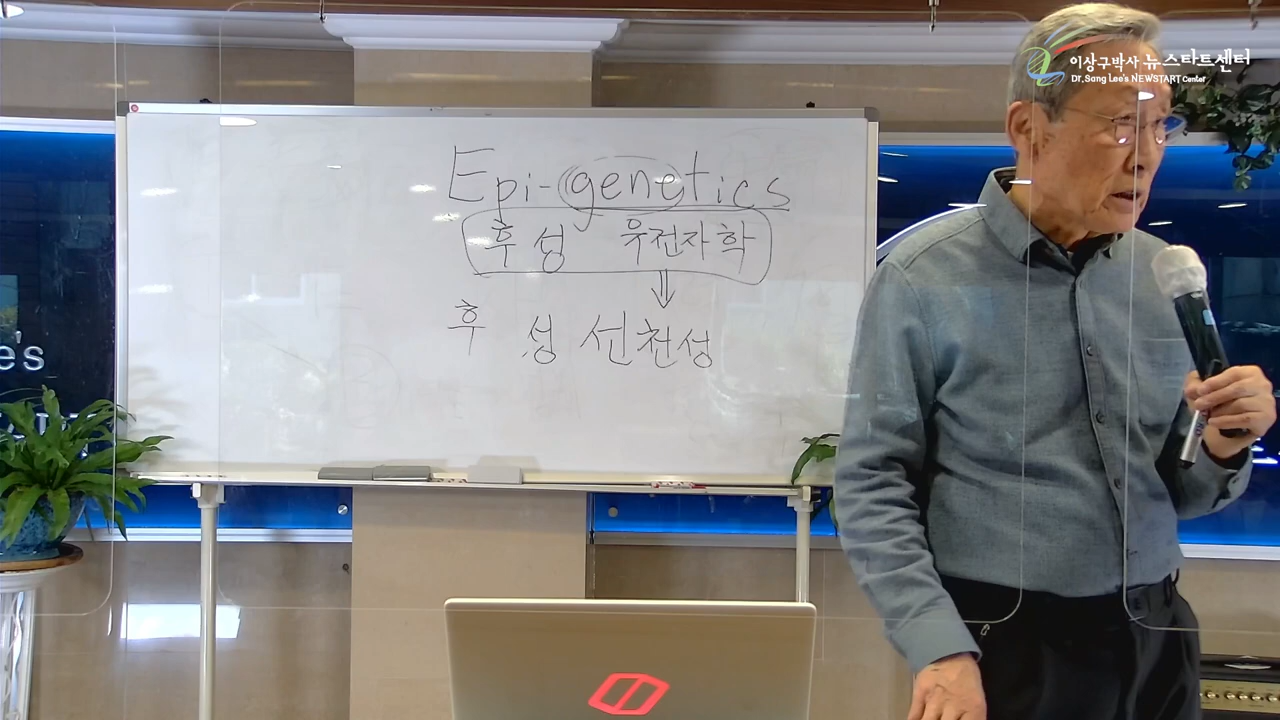 이상구박사 뉴스타트센터
Dr. Sang Lee's NEWSTART Center
Epi-genetics
후성 유전자학
후 성 선천성
e's